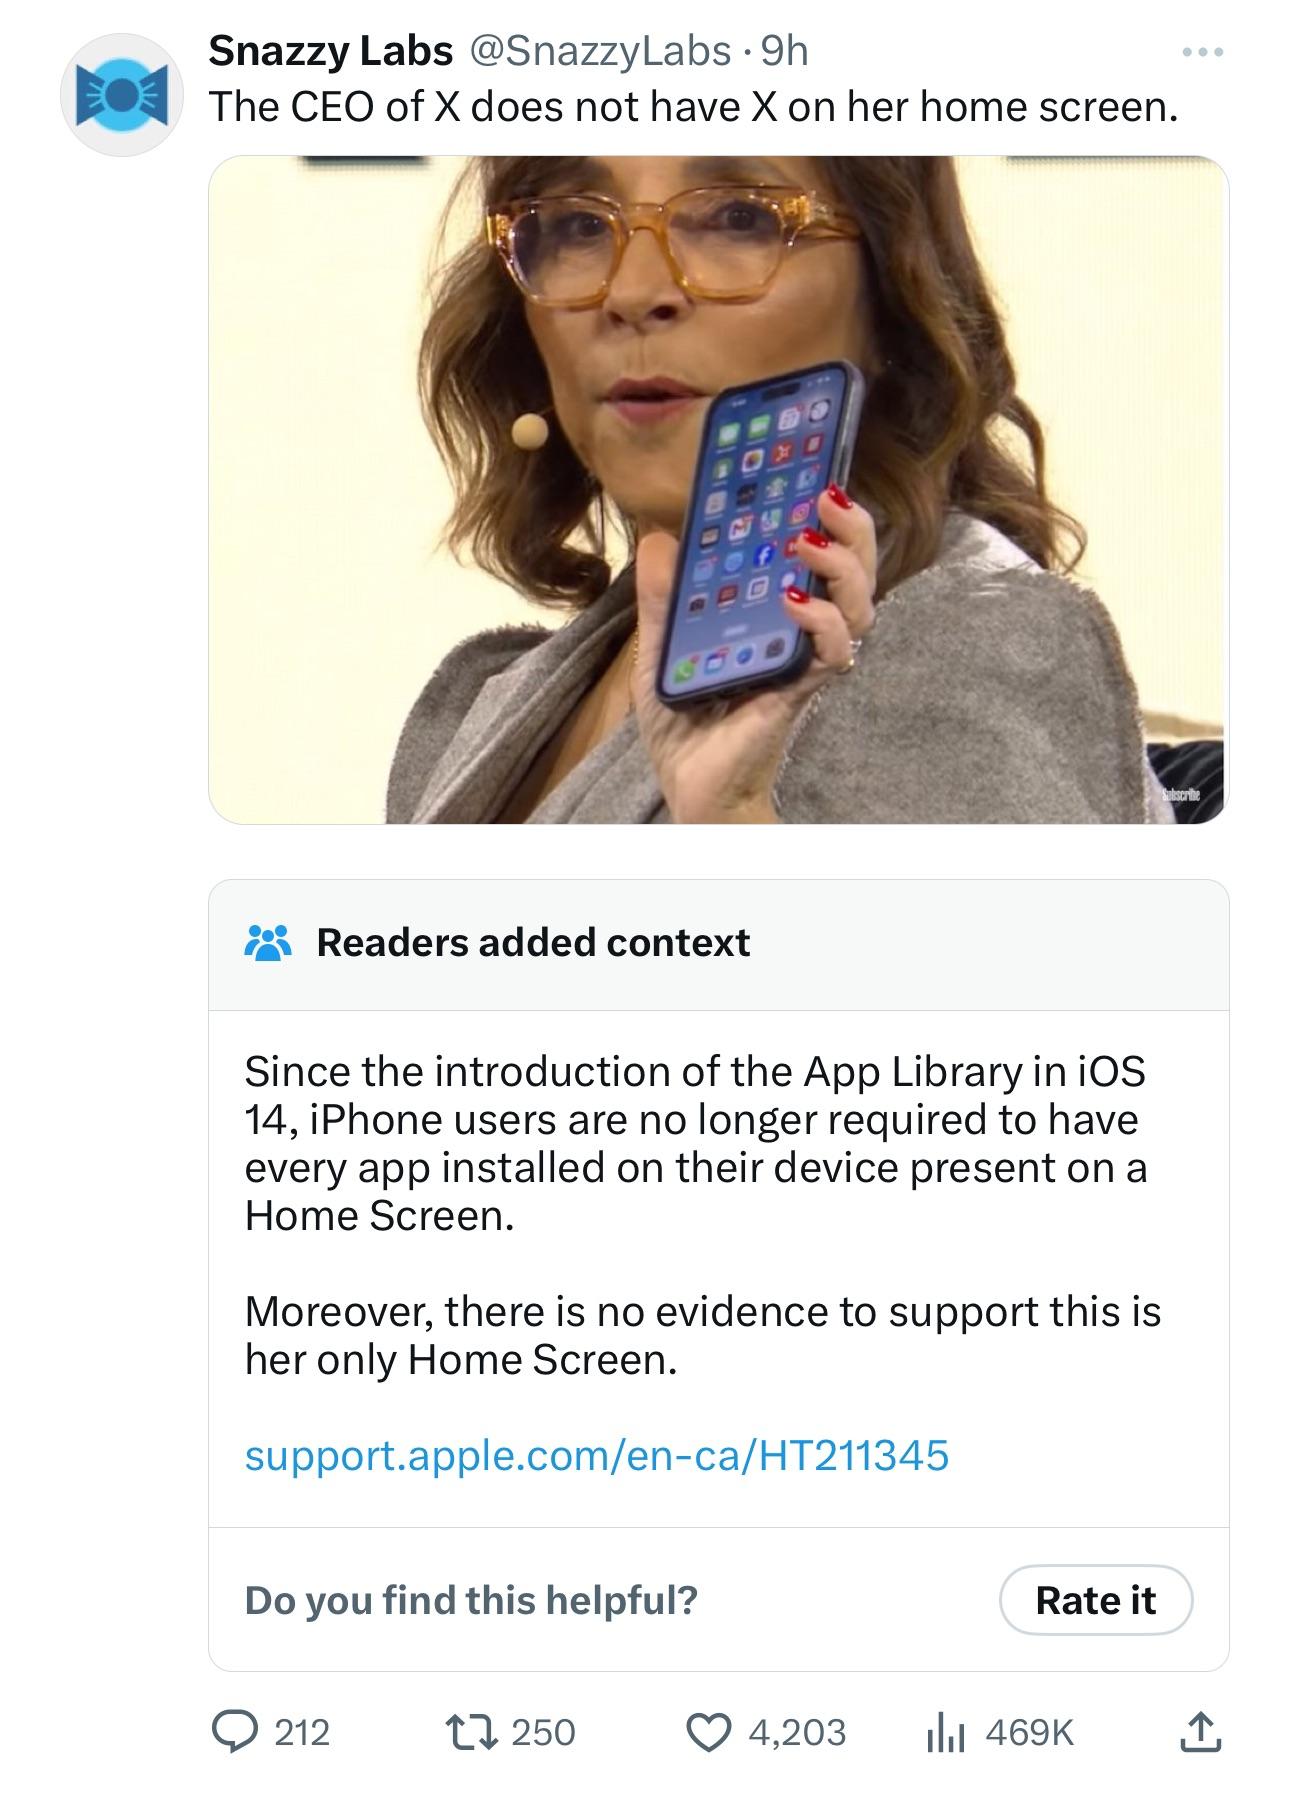 Snazzy Labs @SnazzyLabs · 9h
The CEO of X does not have X on her home screen.
Subscribe
Readers added context
Since the introduction of the App Library in iOS
14, iPhone users are no longer required to have
every app installed on their device present on a
Home Screen.
Moreover, there is no evidence to support this is
her only Home Screen.
support.apple.com/en-ca/HT211345
Do you find this helpful?
Rate it
212 250 4,203 469K